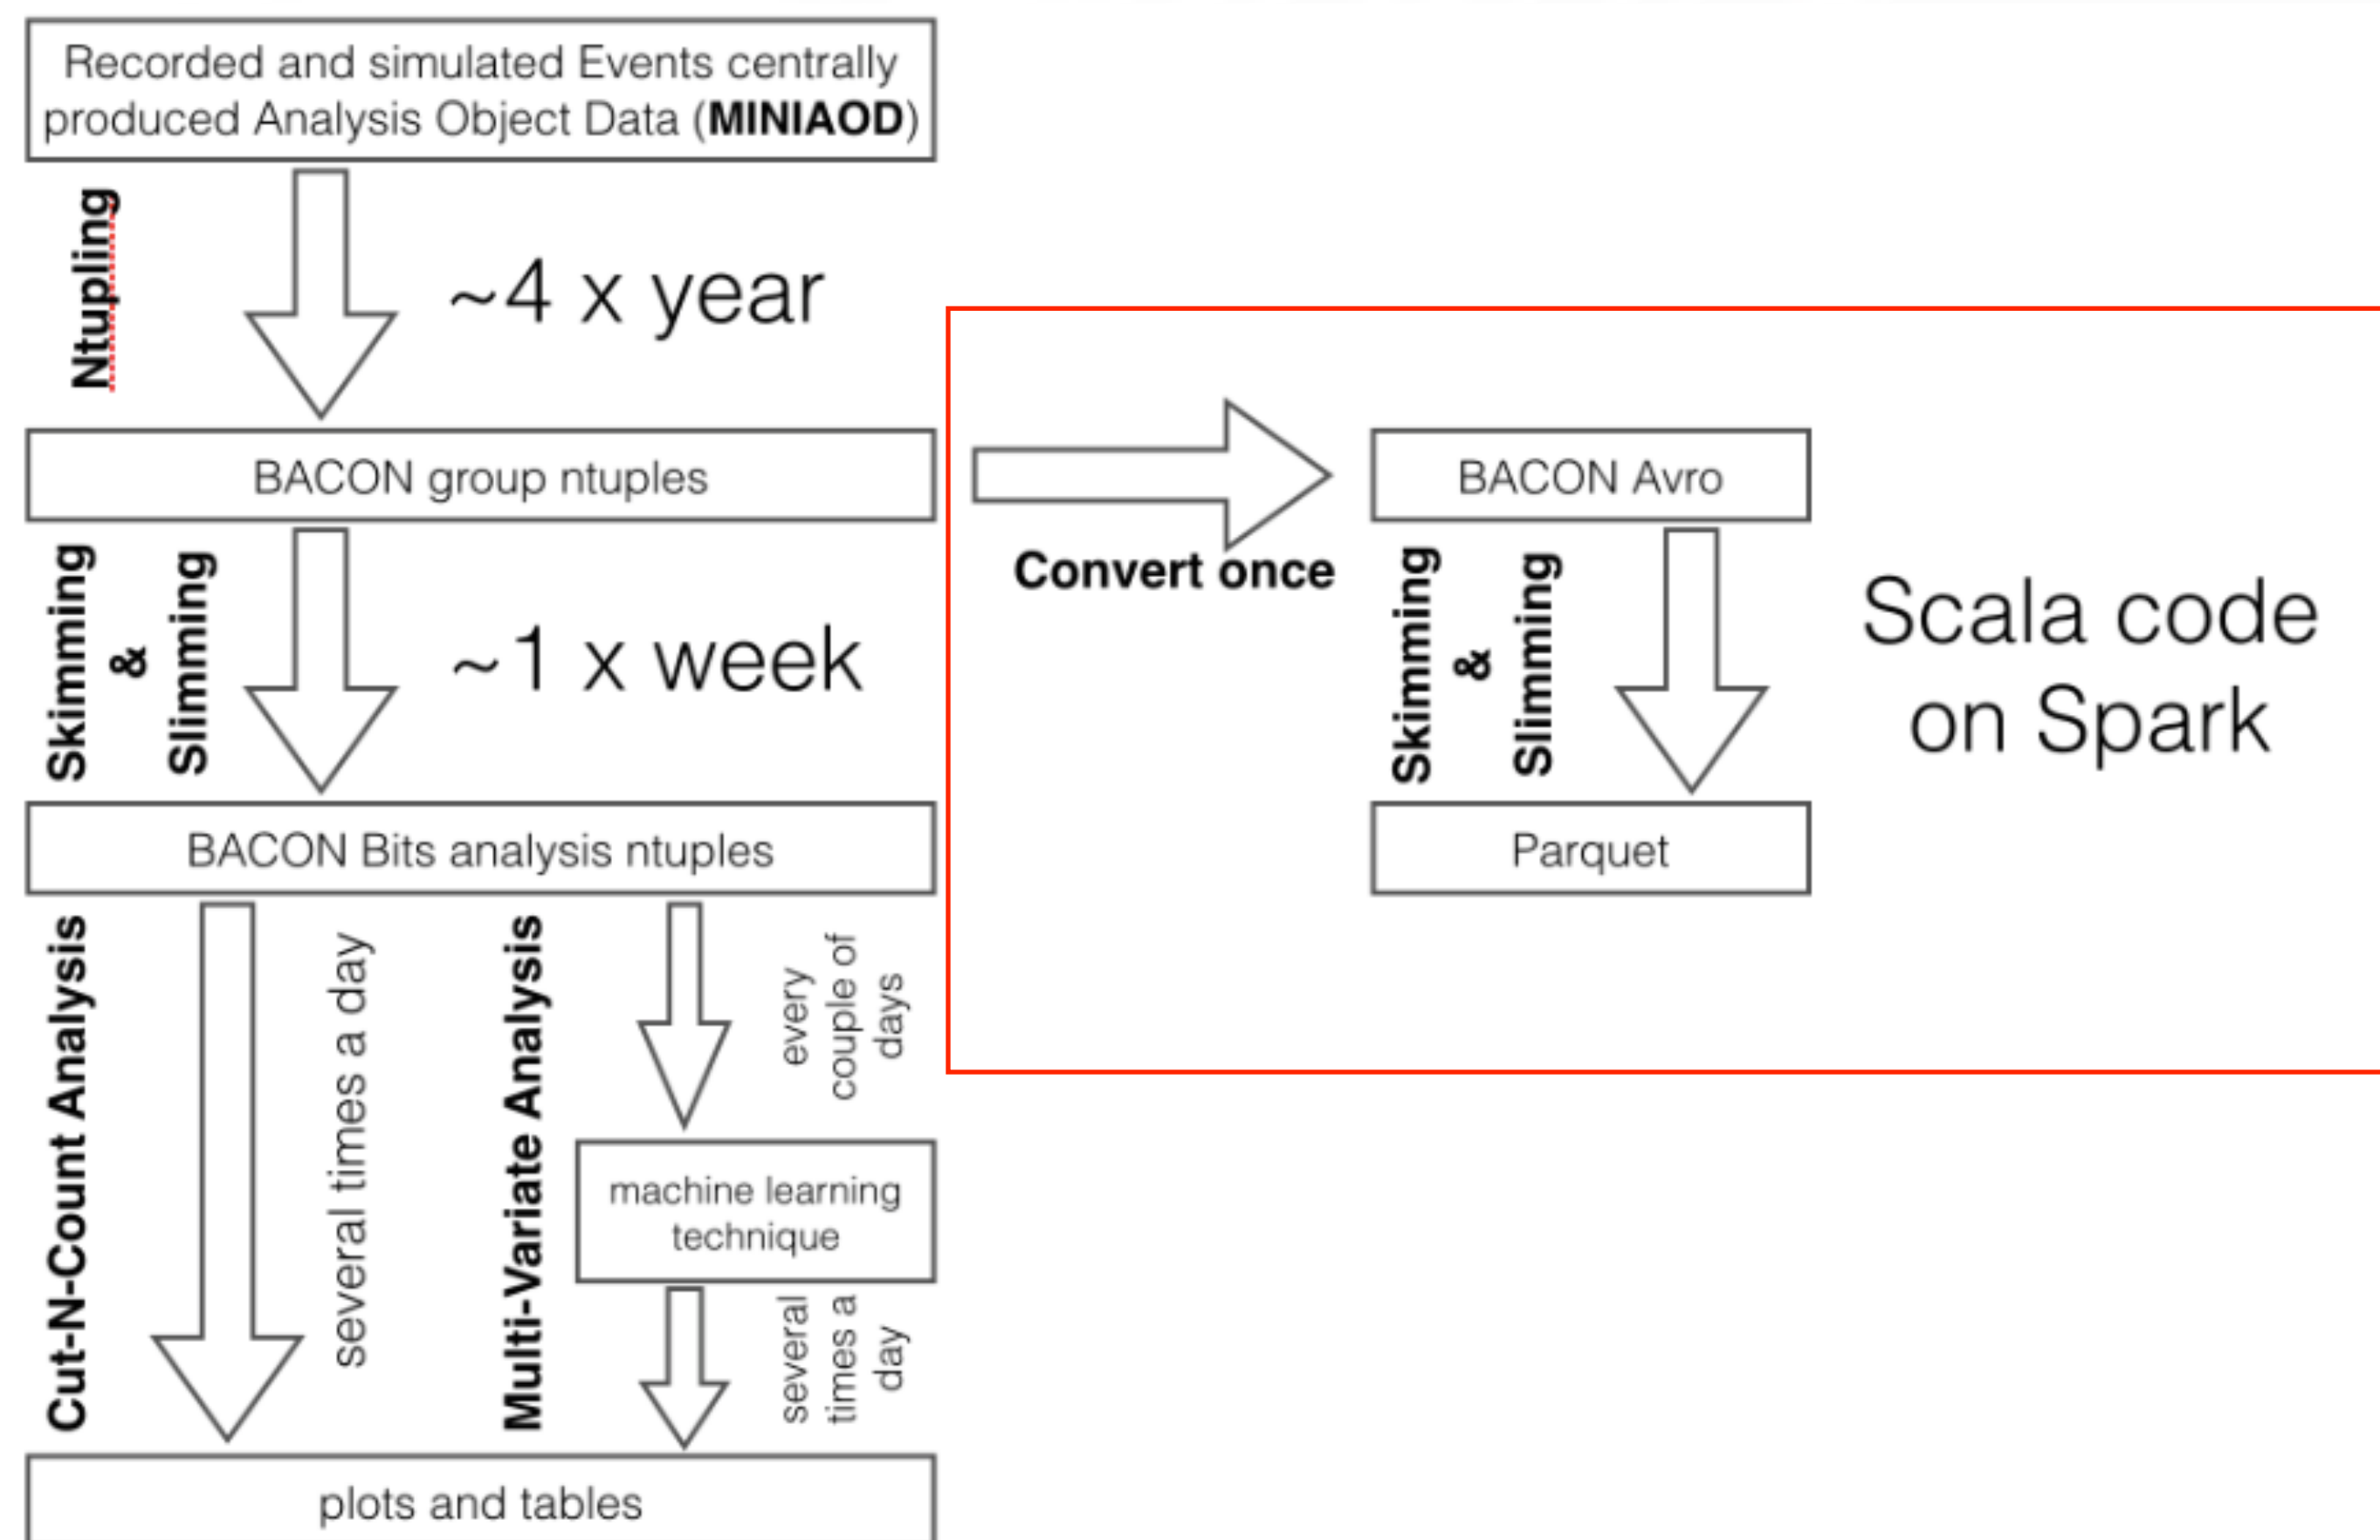 Recorded and simulated Events centrally
produced Analysis Object Data (MINIAOD)
Ntupling
~4 x year
BACON group ntuples
Convert once
BACON Avro
Skimming
&
Slimming
~1 x week
Skimming
&
Slimming
Scala code
on Spark
BACON Bits analysis ntuples
Parquet
Cut-N-Count Analysis
several times a day
Multi-Variate Analysis
every
couple of
days
machine learning
technique
several
times a
day
plots and tables